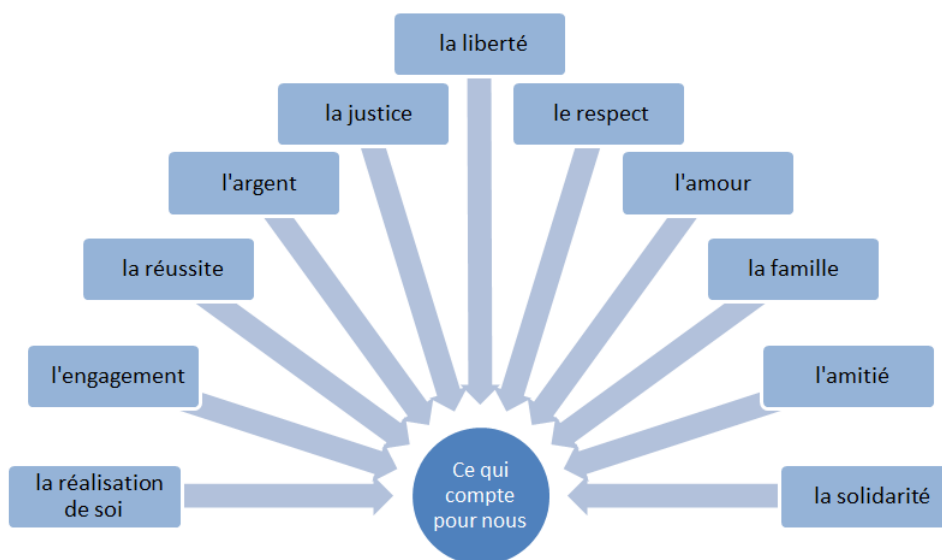 la liberté
la justice
le respect
l'argent
l'amour
la réussite
la famille
l'engagement
l'amitié
la réalisation
de soi
Ce qui
compte
pour nous
la solidarité